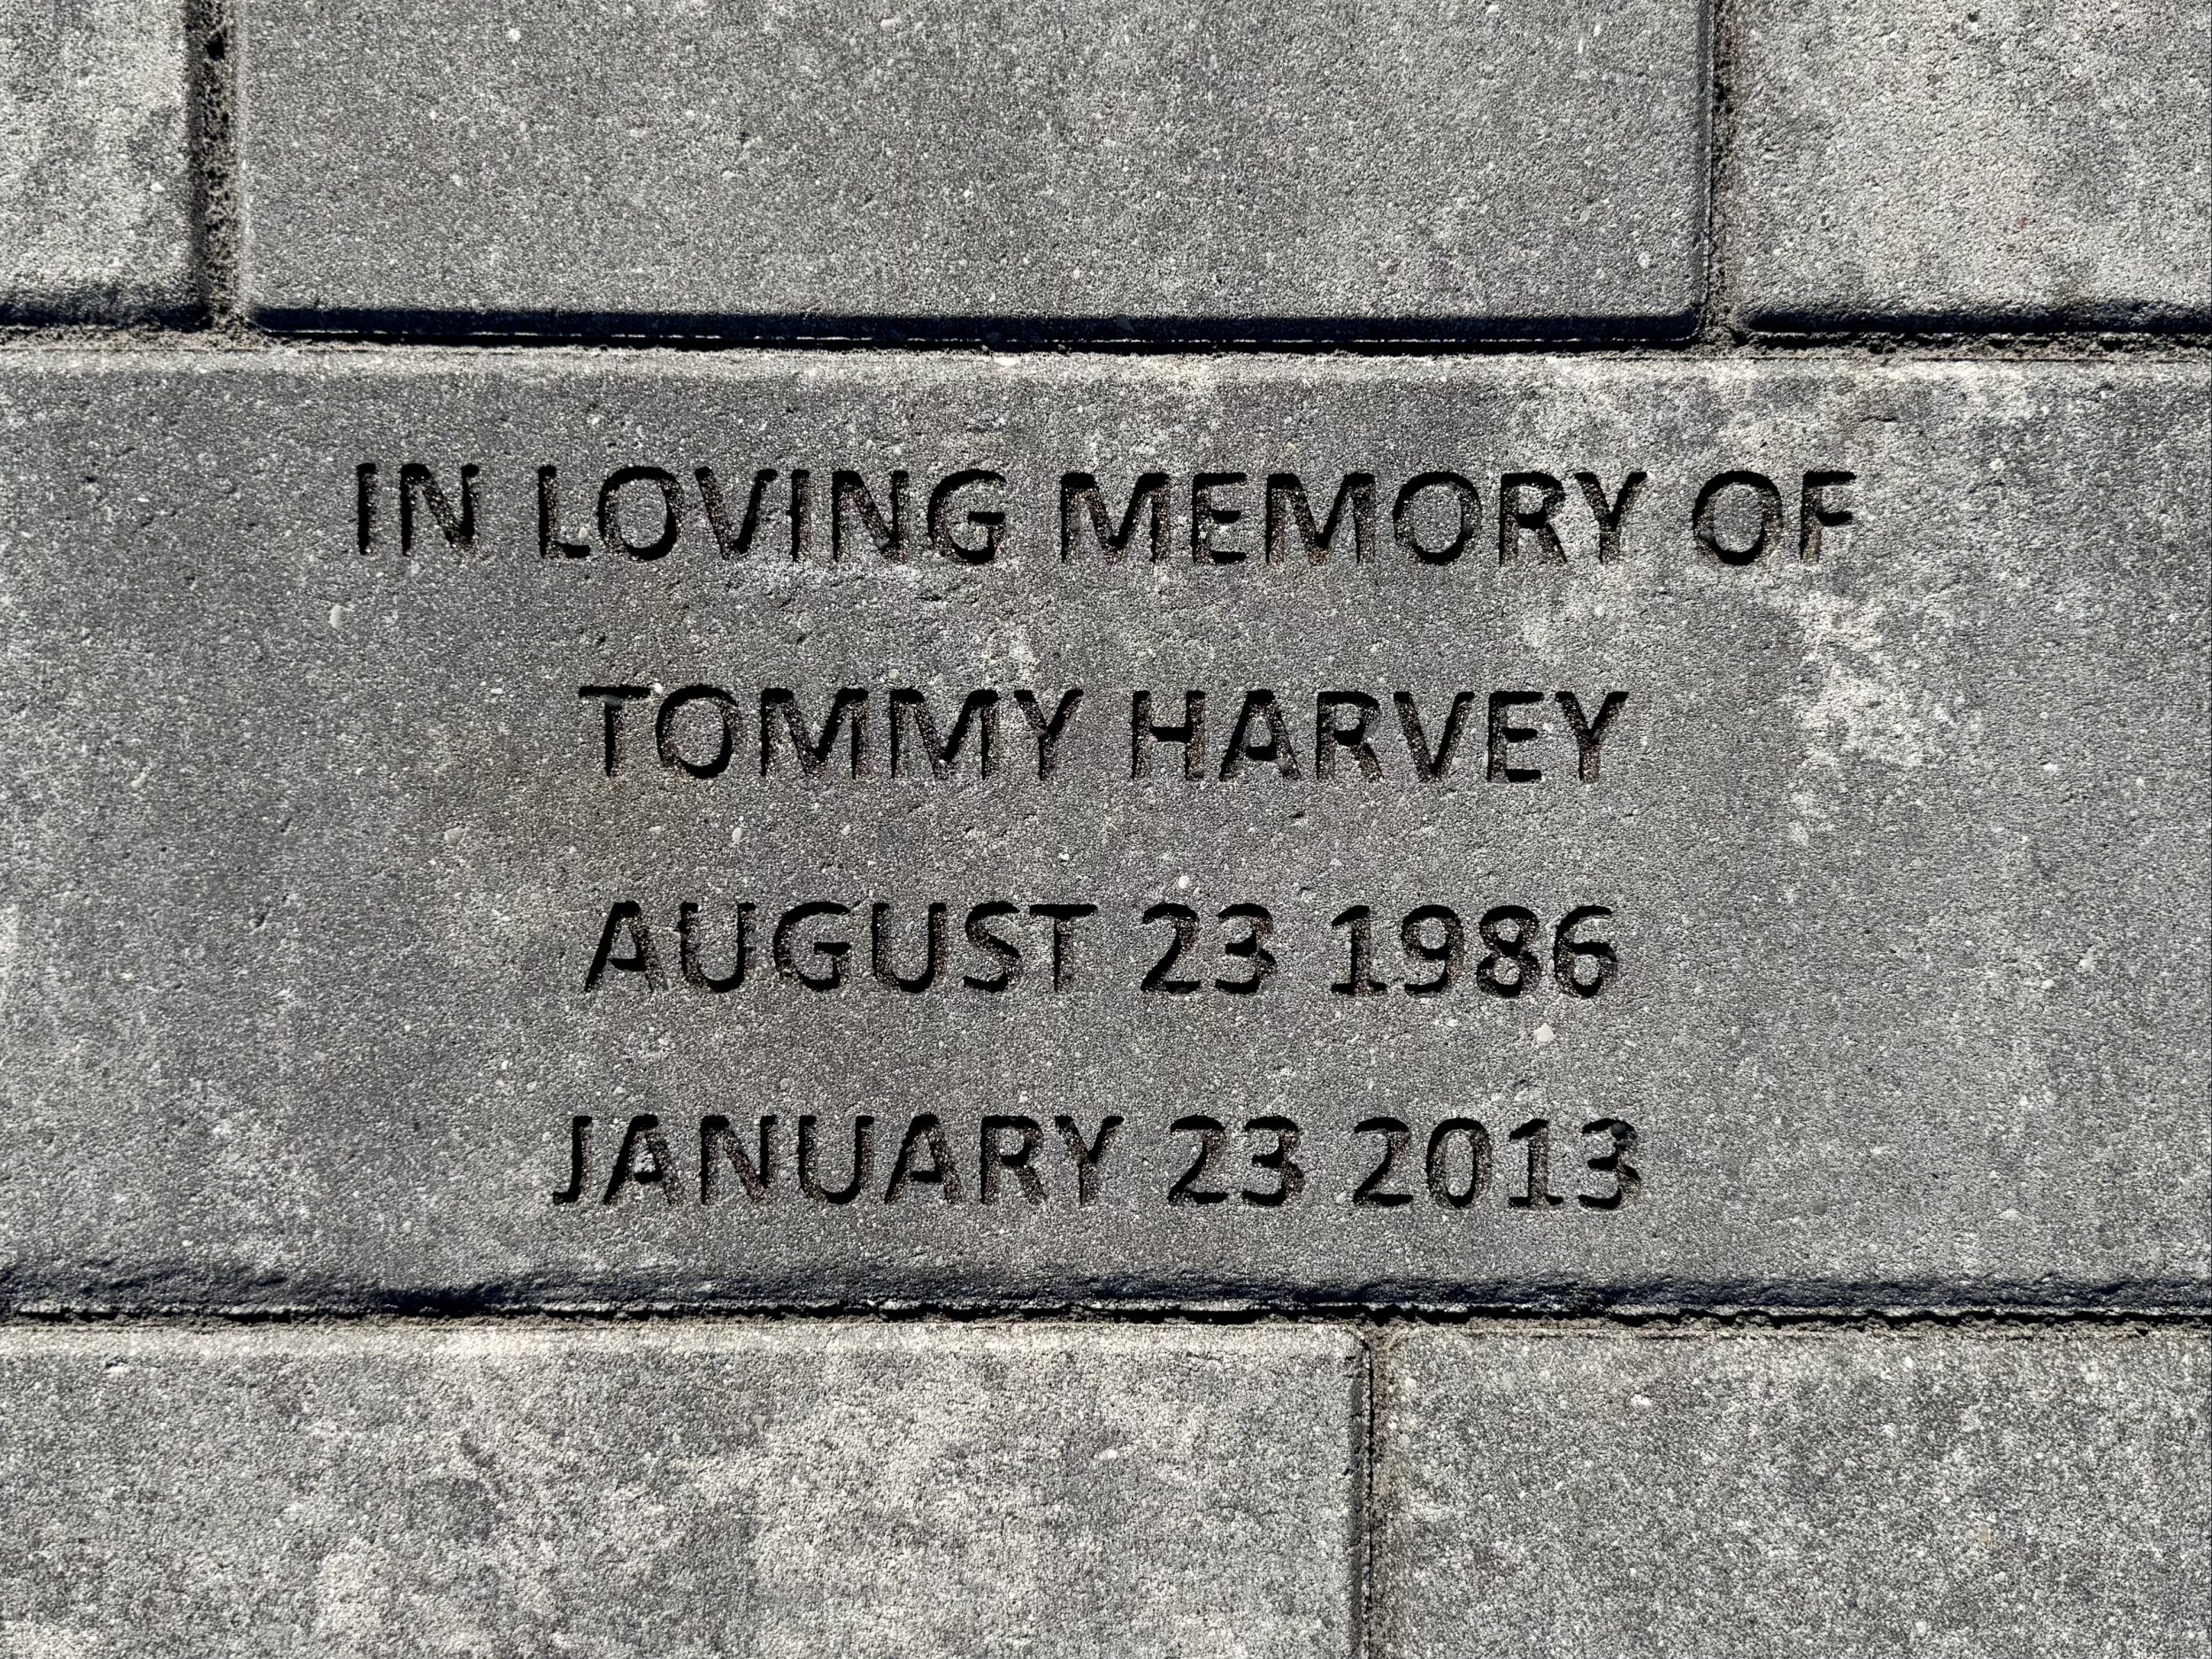 IN LOVING MEMORY OF
TOMMY HARVEY
AUGUST 23 1986
JANUARY 23 2013